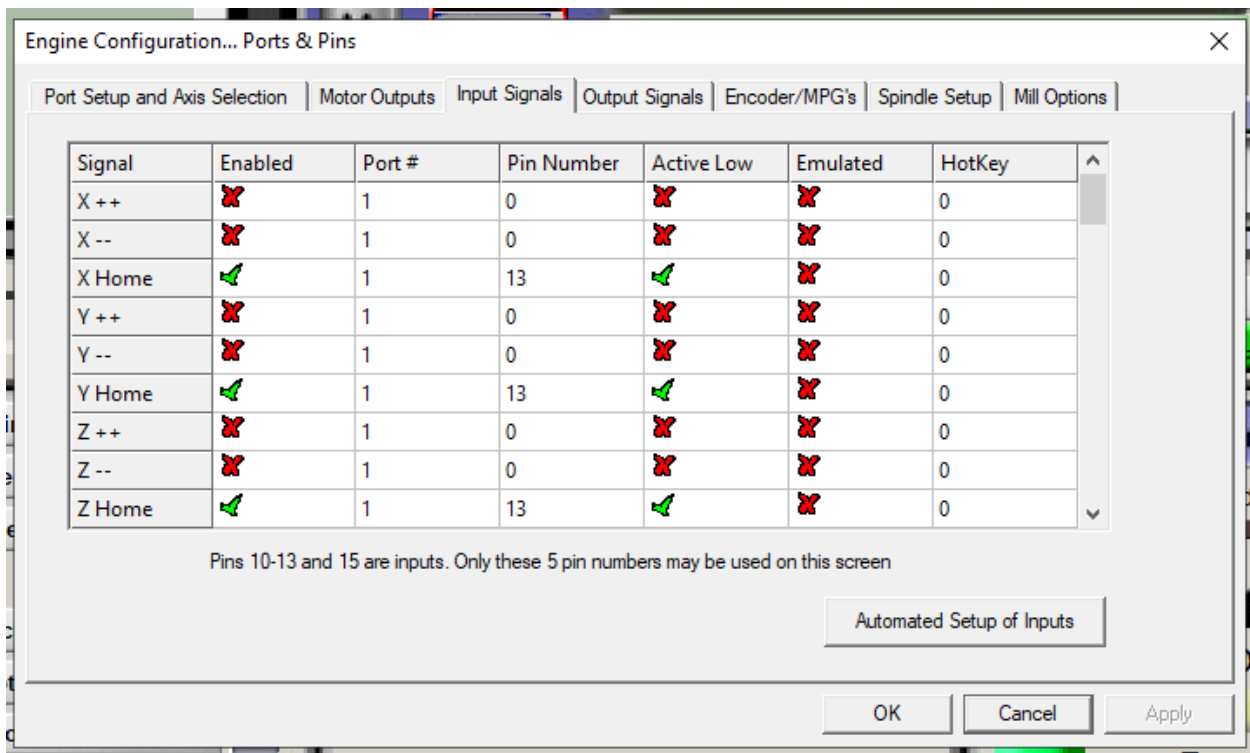 Engine Configuration... Ports & Pins
Port Setup and Axis Selection Motor Outputs Input Signals Output Signals Encoder/MPG's Spindle Setup Mill Options
Signal Enabled Port # Pin Number Active Low Emulated HotKey
X ++ 1 0 0
X -- 1 0 0
X Home 1 13 0
Y ++ 1 0 0
Y -- 1 0 0
Y Home 1 13 0
Z ++ 1 0 0
Z -- 1 0 0
Z Home 1 13 0
Pins 10-13 and 15 are inputs. Only these 5 pin numbers may be used on this screen
Automated Setup of Inputs
OK Cancel Apply